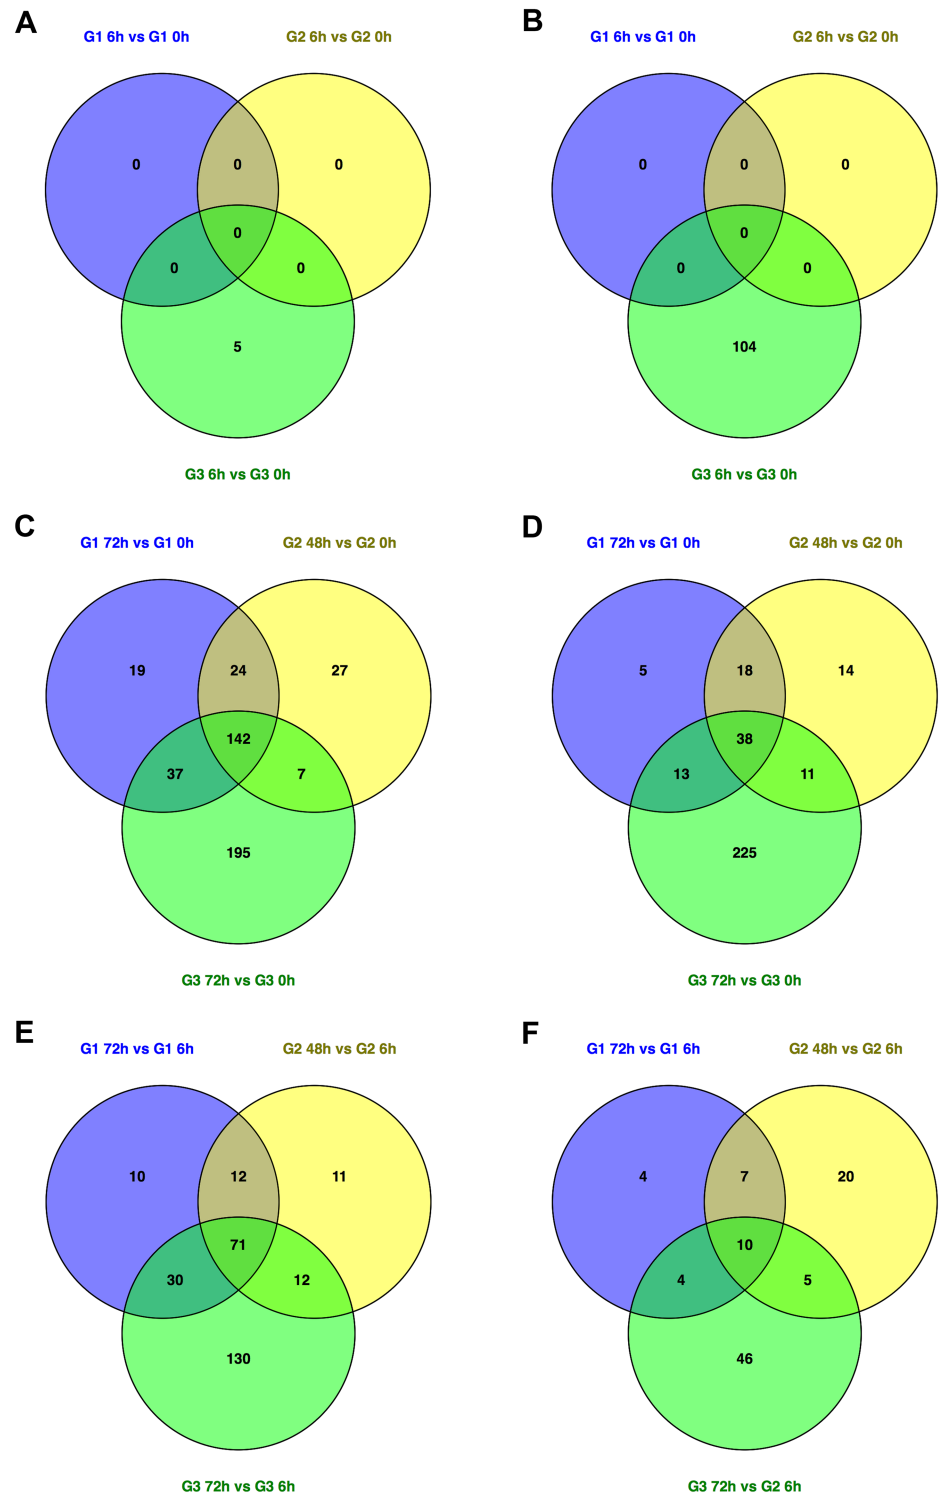 A
B
G1 6h vs G1 0h
G2 6h vs G2 0h
G1 6h vs G1 0h
G2 6h vs G2 0h
0 0 0
0 0 0
0
0
0 0
0 0
5
104
G3 6h vs G3 0h
G3 6h vs G3 0h
C
D
G1 72h vs G1 0h
G2 48h vs G2 0h
G1 72h vs G1 0h
G2 48h vs G2 0h
19 24 27
5 18 14
142
38
37 7
13 11
195
225
G3 72h vs G3 0h
G3 72h vs G3 0h
E
F
G1 72h vs G1 6h
G2 48h vs G2 6h
G1 72h vs G1 6h
G2 48h vs G2 6h
10 12 11
4 7 20
71
10
30 12
4 5
130
46
G3 72h vs G3 6h
G3 72h vs G2 6h